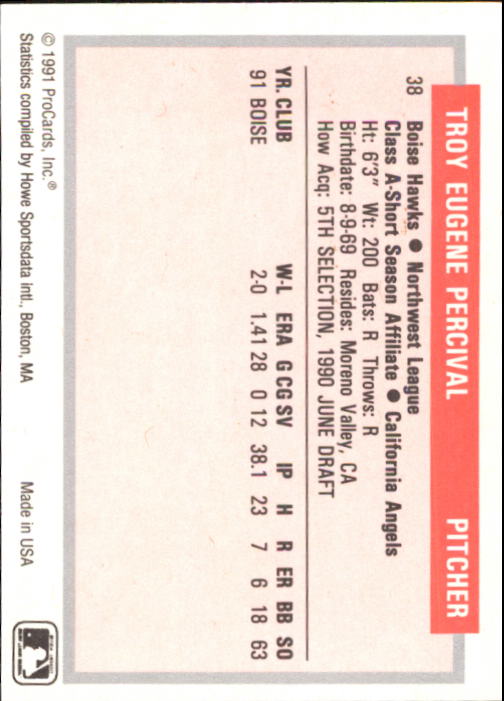 TROY EUGENE PERCIVAL PITCHER
38 Boise Hawks ● Northwest League
Class A-Short Season Affiliate ● California Angels
Ht: 6'3" Wt: 200 Bats: R Throws: R
Birthdate: 8-9-69 Resides: Moreno Valley, CA
How Acq: 5TH SELECTION, 1990 JUNE DRAFT
YR. CLUB W-L ERA G CG SV IP H R ER BB SO
91 BOISE 2-0 1.41 28 0 12 38.1 23 7 6 18 63
© 1991 ProCards, Inc.®
Statistics compiled by Howe Sportsdata intl., Boston, MA Made in USA